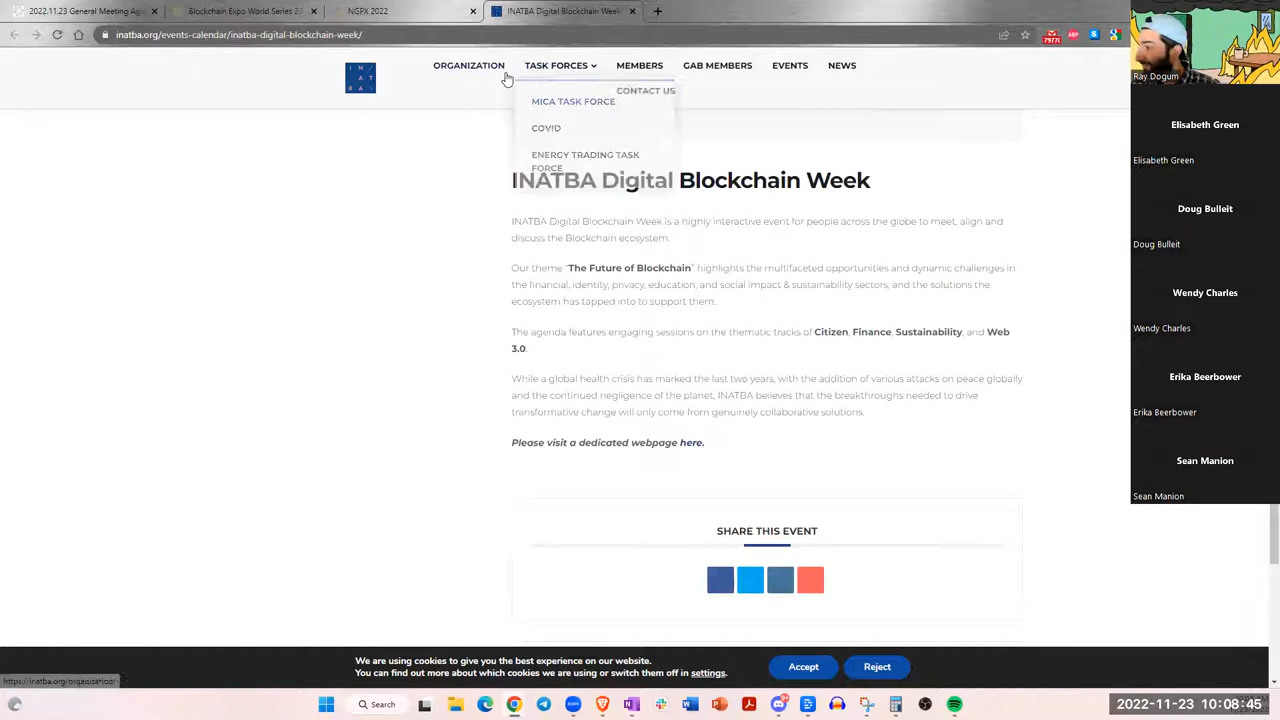 2022.11.23 General Meeting Age
Blockchain Expo World Series 20
NGPX 2022
INATBA Digital Blockchain Week
inatba.org/events-calendar/inatba-digital-blockchain-week/
79770
ABP
IN
AT
BA
ORGANIZATION
TASK FORCES
MEMBERS
GAB MEMBERS
EVENTS
NEWS
CONTACT US
MICA TASK FORCE
COVID
ENERGY TRADING TASK
FORCE
INATBA Digital Blockchain Week
INATBA Digital Blockchain Week is a highly interactive event for people across the globe to meet, align and
discuss the Blockchain ecosystem.
Our theme “The Future of Blockchain” highlights the multifaceted opportunities and dynamic challenges in
the financial, identity, privacy, education, and social impact & sustainability sectors, and the solutions the
ecosystem has tapped into to support them.
The agenda features engaging sessions on the thematic tracks of Citizen, Finance, Sustainability, and Web
3.0.
While a global health crisis has marked the last two years, with the addition of various attacks on peace globally
and the continued negligence of the planet, INATBA believes that the breakthroughs needed to drive
transformative change will only come from genuinely collaborative solutions.
Please visit a dedicated webpage here.
SHARE THIS EVENT
We are using cookies to give you the best experience on our website.
You can find out more about which cookies we are using or switch them off in settings.
Accept
Reject
https://inatba.org/organization/
Search
2022-11-23 10:08:45
Ray Dogum
Elisabeth Green
Elisabeth Green
Doug Bulleit
Doug Bulleit
Wendy Charles
Wendy Charles
Erika Beerbower
Erika Beerbower
Sean Manion
Sean Manion